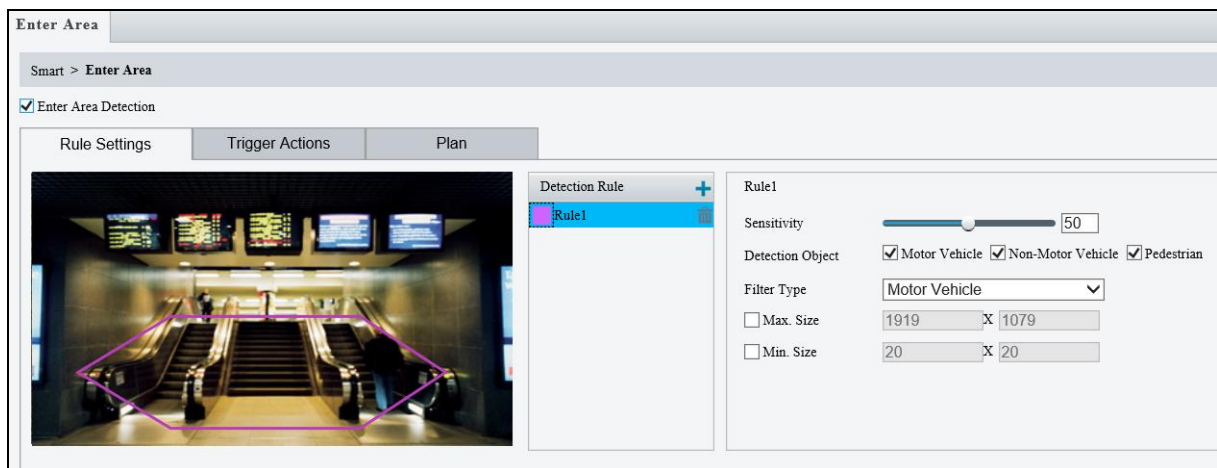 Enter Area
Smart > Enter Area
Enter Area Detection
Rule Settings Trigger Actions Plan
Detection Rule
Rule1
Rule1
Sensitivity 50
Detection Object Motor Vehicle Non-Motor Vehicle Pedestrian
Filter Type Motor Vehicle
Max. Size 1919 X 1079
Min. Size 20 X 20